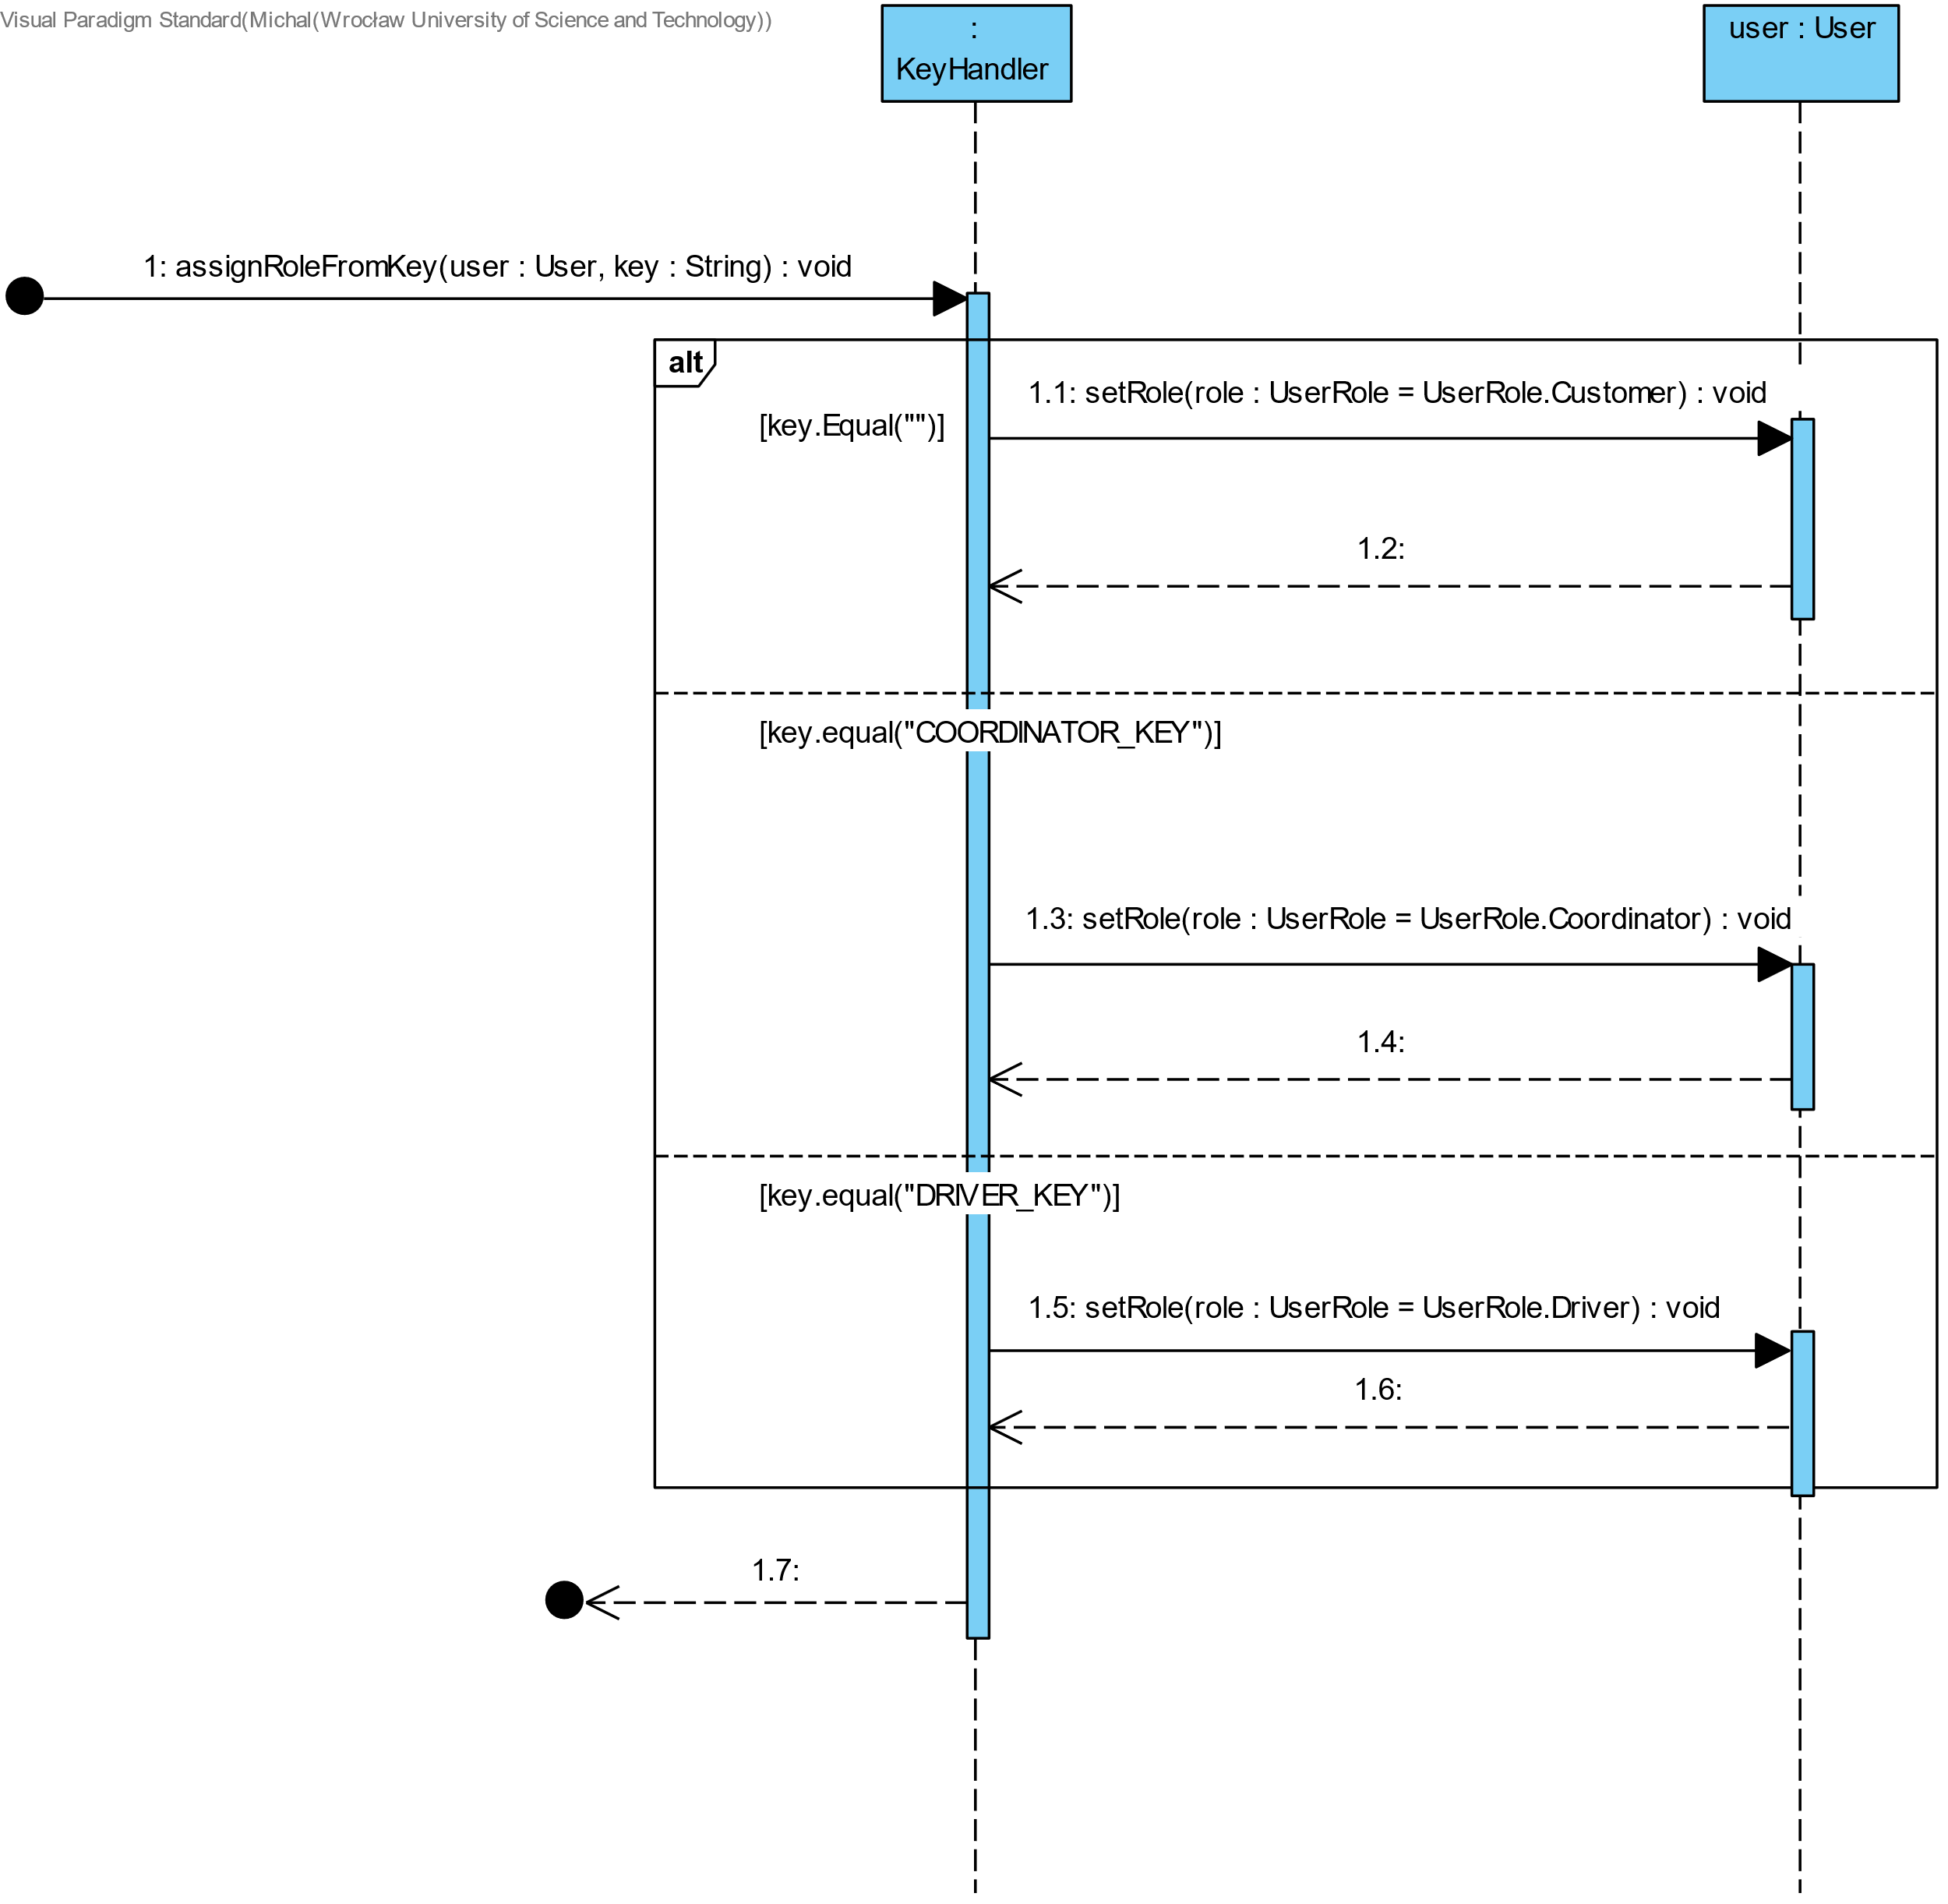 Visual Paradigm Standard(Michal(Wrocław University of Science and Technology))
:
KeyHandler
user : User
1: assignRoleFromKey(user : User, key : String) : void
alt
1.1: setRole(role : UserRole = UserRole.Customer) : void
[key.Equal("")]
1.2:
[key.equal("COORDINATOR_KEY")]
1.3: setRole(role : UserRole = UserRole.Coordinator) : void
1.4:
[key.equal("DRIVER_KEY")]
1.5: setRole(role : UserRole = UserRole.Driver) : void
1.6:
1.7: